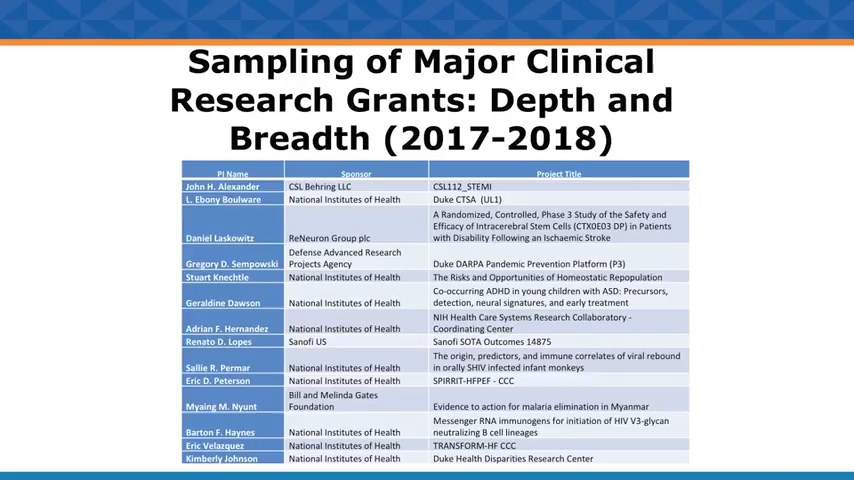 Sampling of Major Clinical
Research Grants: Depth and
Breadth (2017-2018)
PI Name Sponsor Project Title
John H. Alexander CSL Behring LLC CSL112_STEMI
L. Ebony Boulware National Institutes of Health Duke CTSA (UL1)
A Randomized, Controlled, Phase 3 Study of the Safety and
Efficacy of Intracerebral Stem Cells (CTX0E03 DP) in Patients
Daniel Laskowitz ReNeuron Group plc with Disability Following an Ischaemic Stroke
Defense Advanced Research
Gregory D. Sempowski Projects Agency Duke DARPA Pandemic Prevention Platform (P3)
Stuart Knechtle National Institutes of Health The Risks and Opportunities of Homeostatic Repopulation
Co-occurring ADHD in young children with ASD: Precursors,
Geraldine Dawson National Institutes of Health detection, neural signatures, and early treatment
NIH Health Care Systems Research Collaboratory -
Adrian F. Hernandez National Institutes of Health Coordinating Center
Renato D. Lopes Sanofi US Sanofi SOTA Outcomes 14875
The origin, predictors, and immune correlates of viral rebound
Sallie R. Permar National Institutes of Health in orally SHIV infected infant monkeys
Eric D. Peterson National Institutes of Health SPIRRIT-HFPEF - CCC
Bill and Melinda Gates
Myaing M. Nyunt Foundation Evidence to action for malaria elimination in Myanmar
Messenger RNA immunogens for initiation of HIV V3-glycan
Barton F. Haynes National Institutes of Health neutralizing B cell lineages
Eric Velazquez National Institutes of Health TRANSFORM-HF CCC
Kimberly Johnson National Institutes of Health Duke Health Disparities Research Center